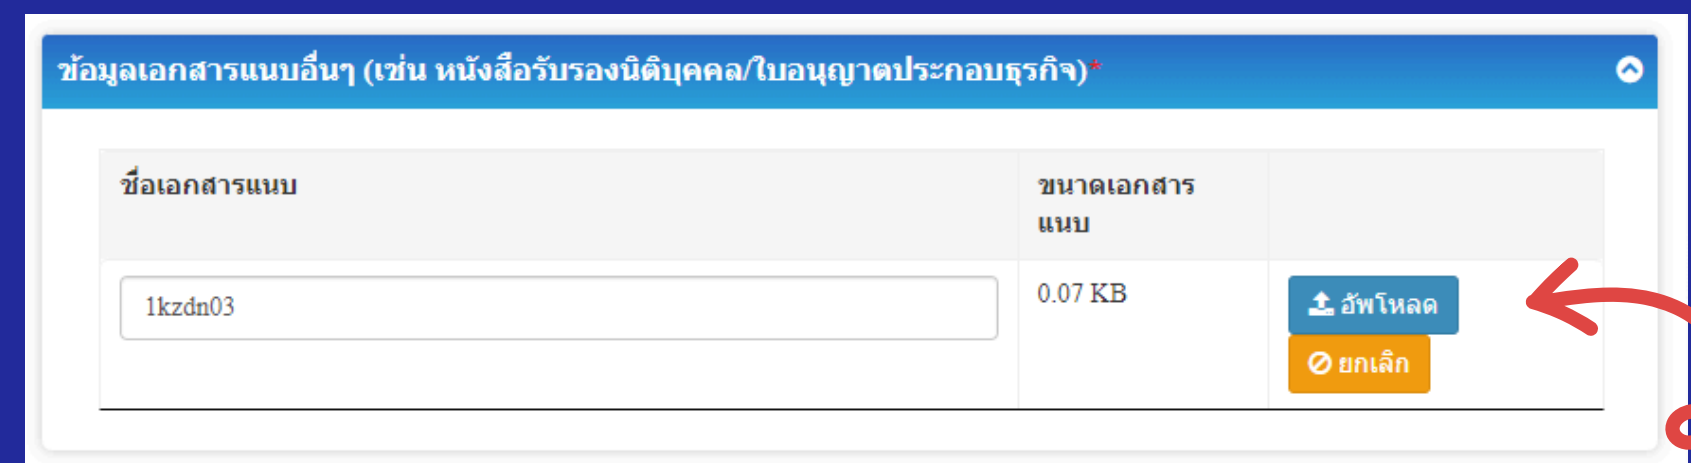 ข้อมูลเอกสารแนบอื่นๆ (เช่น หนังสือรับรองนิติบุคคล/ใบอนุญาตประกอบธุรกิจ)*
ชื่อเอกสารแนบ
ขนาดเอกสาร
แนบ
1kzdn03
0.07 KB
อัพโหลด
ยกเลิก